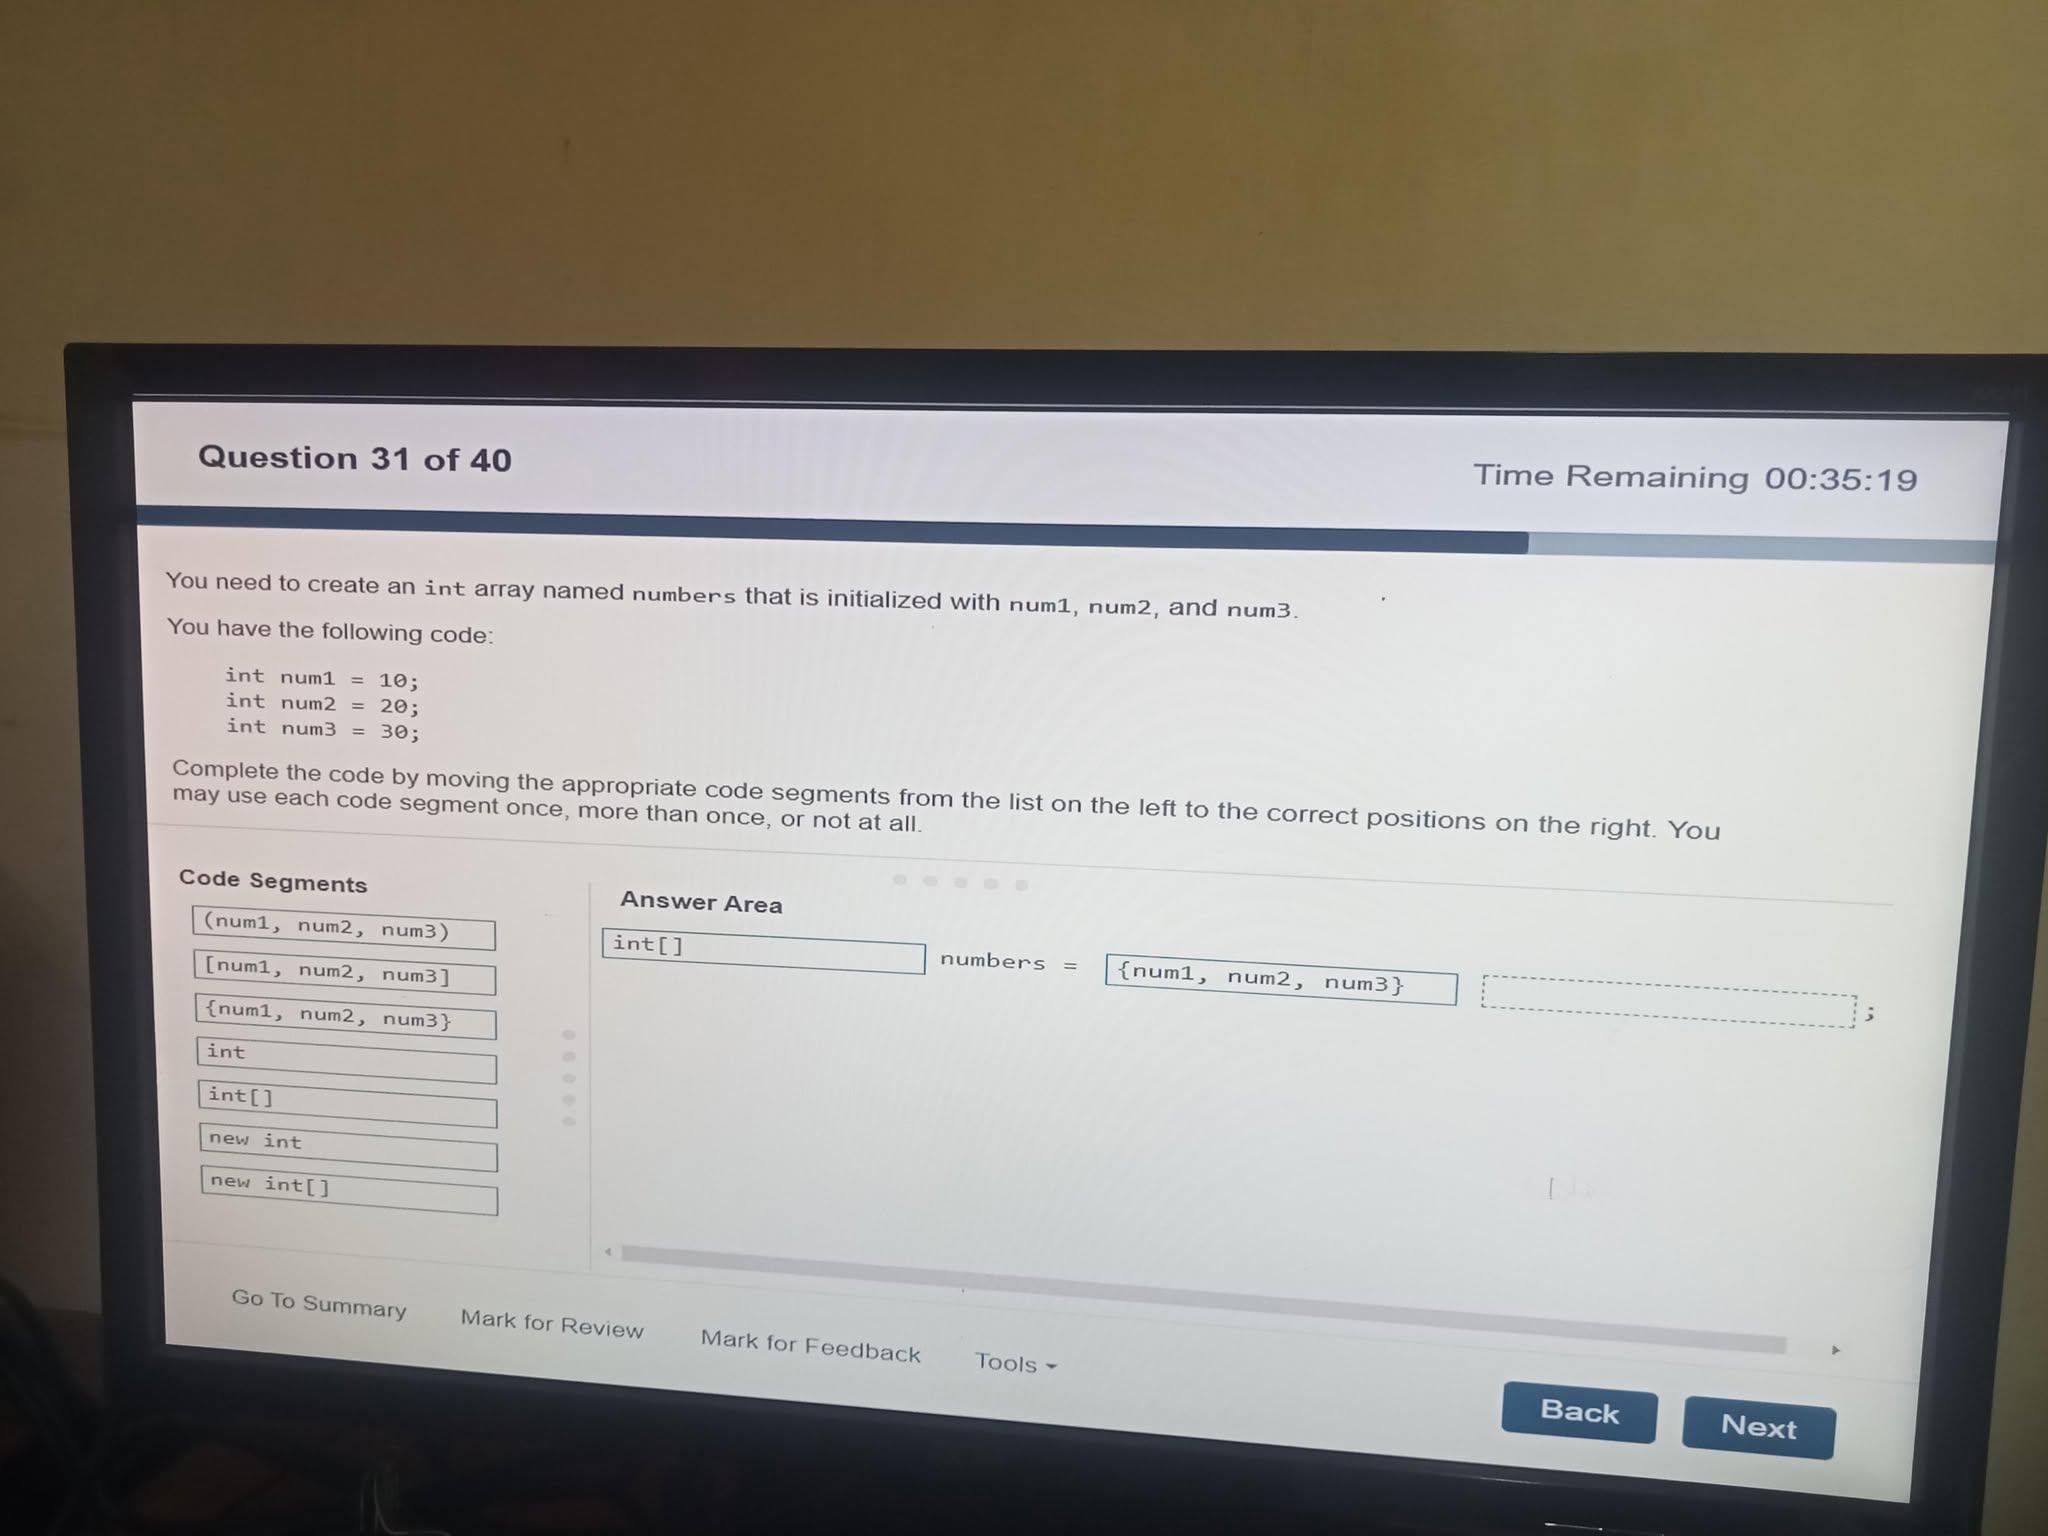 Question 31 of 40
Time Remaining 00:35:19
You need to create an int array named numbers that is initialized with num1, num2, and num3.
You have the following code:
int num1 = 10;
int num2 = 20;
int num3 = 30;
Complete the code by moving the appropriate code segments from the list on the left to the correct positions on the right. You
may use each code segment once, more than once, or not at all.
Code Segments
(num1, num2, num3)
[num1, num2, num3]
{num1, num2, num3}
int
int[]
new int
new int[]
Answer Area
int[] numbers = {num1, num2, num3} ;
Go To Summary
Mark for Review
Mark for Feedback
Tools
Back
Next